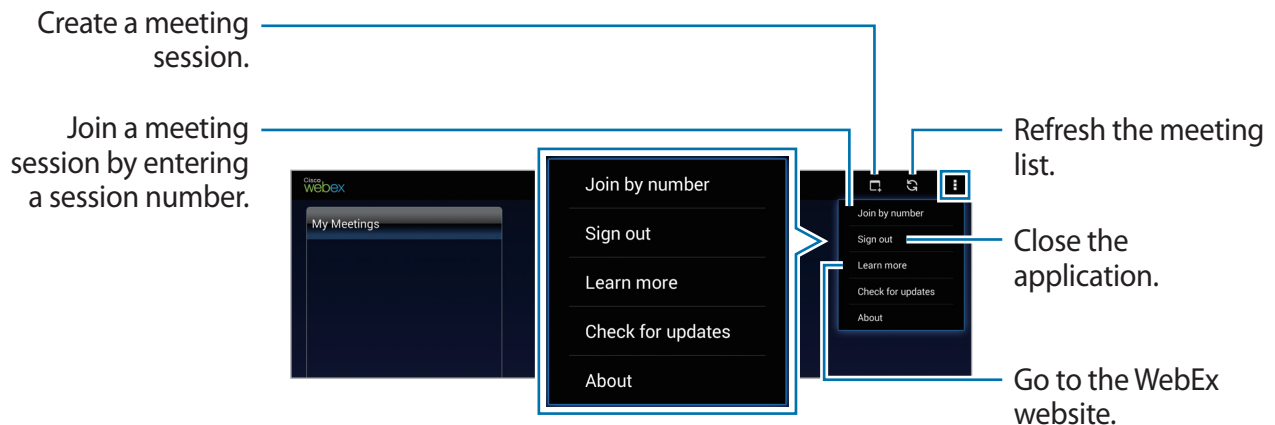 Create a meeting
session.
Join a meeting
session by entering
a session number.
Cisco
webex
My Meetings
Join by number
Sign out
Learn more
Check for updates
About
Join by number
Sign out
Learn more
Check for updates
About
Refresh the meeting
list.
Close the
application.
Go to the WebEx
website.